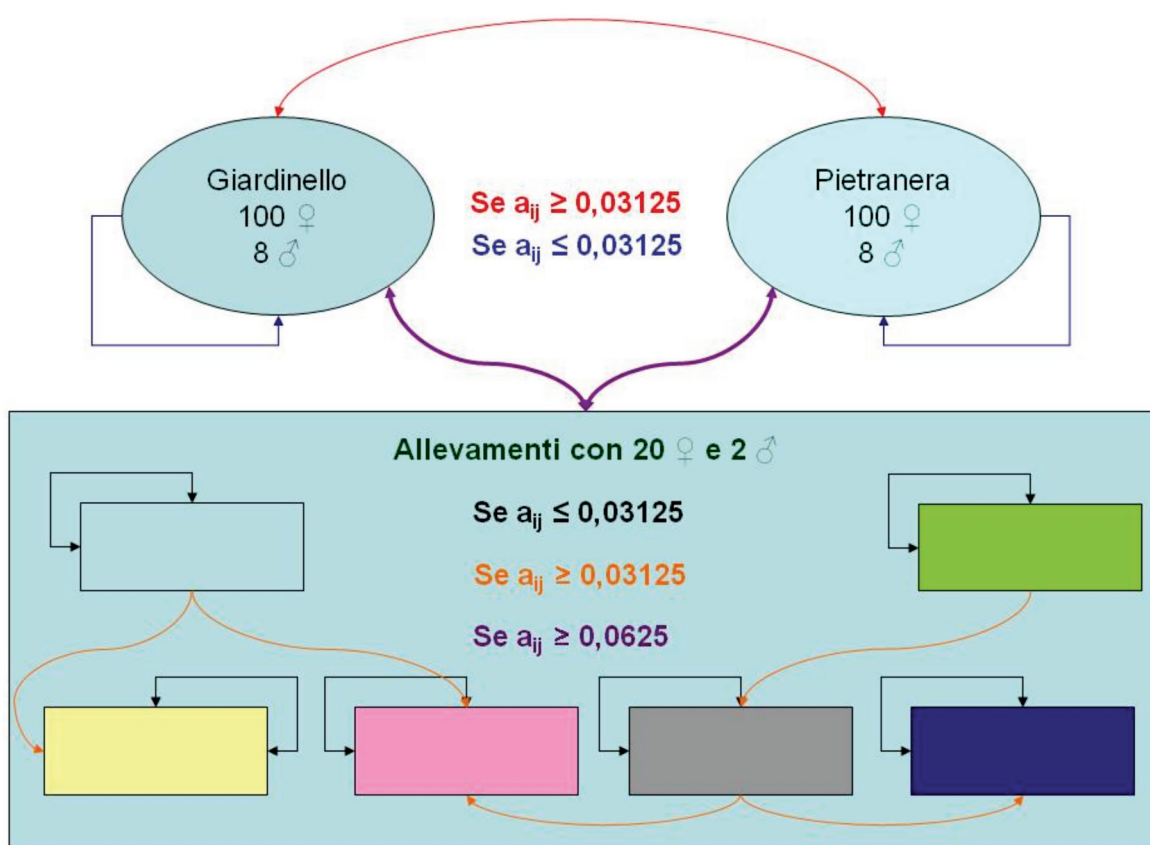 Giardinello
100 ♀
8 ♂
Se aij ≥ 0,03125
Se aij ≤ 0,03125
Pietranera
100 ♀
8 ♂
Allevamenti con 20 ♀ e 2 ♂
Se aij ≤ 0,03125
Se aij ≥ 0,03125
Se aij ≥ 0,0625